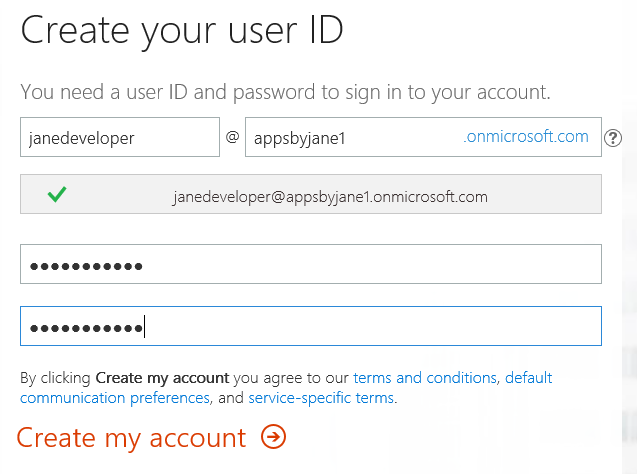 Create your user ID
You need a user ID and password to sign in to your account.
janedeveloper @ appsbyjane1 .onmicrosoft.com ?
janedeveloper@appsbyjane1.onmicrosoft.com
●●●●●●●●●●●
●●●●●●●●●●●
By clicking Create my account you agree to our terms and conditions, default
communication preferences, and service-specific terms.
Create my account